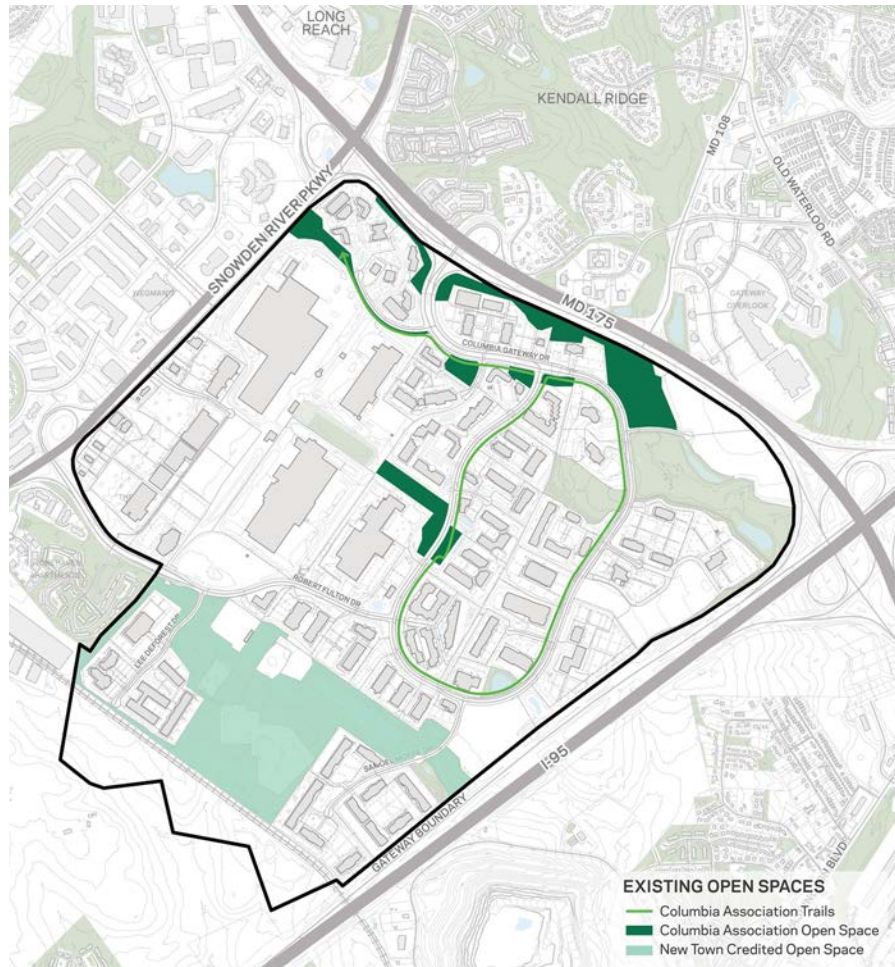 LONG
REACH
KENDALL RIDGE
MD 108
OLD WATERLOO RD
SNOWDEN RIVER PKWY
WEGMANS
MD 175
GATEWAY
OVERLOOK
COLUMBIA GATEWAY DR
ROBERT FULTON DR
LEE DEFOREST DR
I-95
GATEWAY BOUNDARY
BLVD
EXISTING OPEN SPACES
Columbia Association Trails
Columbia Association Open Space
New Town Credited Open Space